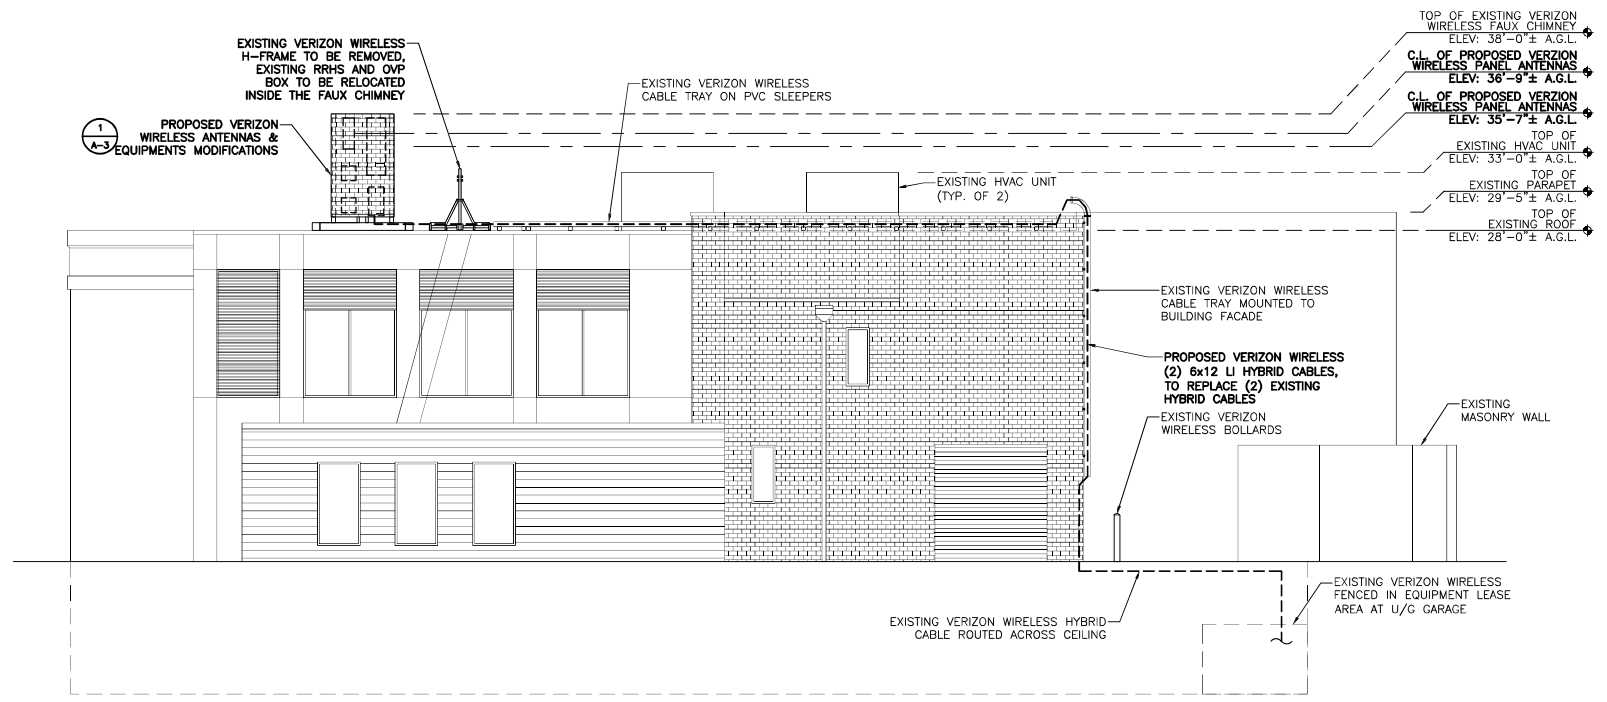 EXISTING VERIZON WIRELESS
H-FRAME TO BE REMOVED,
EXISTING RRHS AND OVP
BOX TO BE RELOCATED
INSIDE THE FAUX CHIMNEY
1
A-3
PROPOSED VERIZON
WIRELESS ANTENNAS &
EQUIPMENTS MODIFICATIONS
EXISTING VERIZON WIRELESS
CABLE TRAY ON PVC SLEEPERS
TOP OF EXISTING VERIZON
WIRELESS FAUX CHIMNEY
ELEV: 38'-0"± A.G.L.
C.L. OF PROPOSED VERZION
WIRELESS PANEL ANTENNAS
ELEV: 36'-9"± A.G.L.
C.L. OF PROPOSED VERZION
WIRELESS PANEL ANTENNAS
ELEV: 35'-7"± A.G.L.
TOP OF
EXISTING HVAC UNIT
ELEV: 33'-0"± A.G.L.
TOP OF
EXISTING PARAPET
ELEV: 29'-5"± A.G.L.
TOP OF
EXISTING ROOF
ELEV: 28'-0"± A.G.L.
EXISTING HVAC UNIT
(TYP. OF 2)
EXISTING VERIZON WIRELESS
CABLE TRAY MOUNTED TO
BUILDING FACADE
PROPOSED VERIZON WIRELESS
(2) 6x12 LI HYBRID CABLES,
TO REPLACE (2) EXISTING
HYBRID CABLES
EXISTING VERIZON
WIRELESS BOLLARDS
EXISTING
MASONRY WALL
EXISTING VERIZON WIRELESS
FENCED IN EQUIPMENT LEASE
AREA AT U/G GARAGE
EXISTING VERIZON WIRELESS HYBRID
CABLE ROUTED ACROSS CEILING